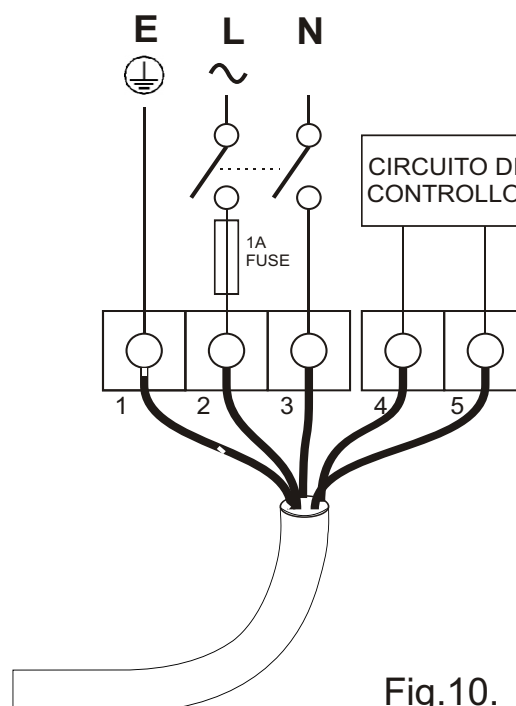 E L N
CIRCUITO DI
CONTROLLO
1A
FUSE
1 2 3 4 5
Fig.10.